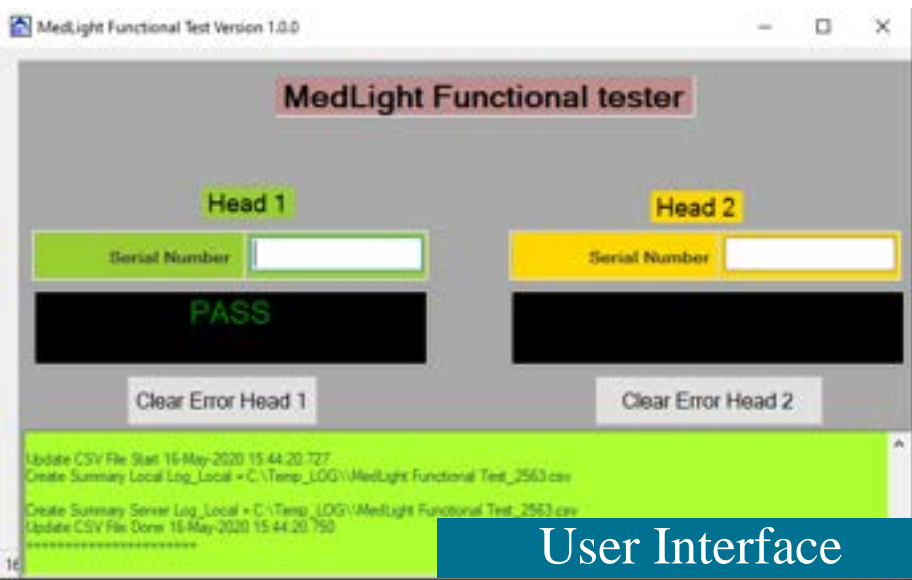 MedLight Functional Test Version 1.0.0
MedLight Functional tester
Head 1
Head 2
Serial Number
Serial Number
PASS
Clear Error Head 1
Clear Error Head 2
Update CSV File Start 16-May-2020 15:44:20.727
Create Summary Local Log_Local = C:\Temp_LOG\\MedLight Functional Test_2563.csv
Create Summary Server Log_Local = C:\Temp_LOG\\MedLight Functional Test_2563.csv
Update CSV File Done 16-May-2020 15:44:20.750
User Interface